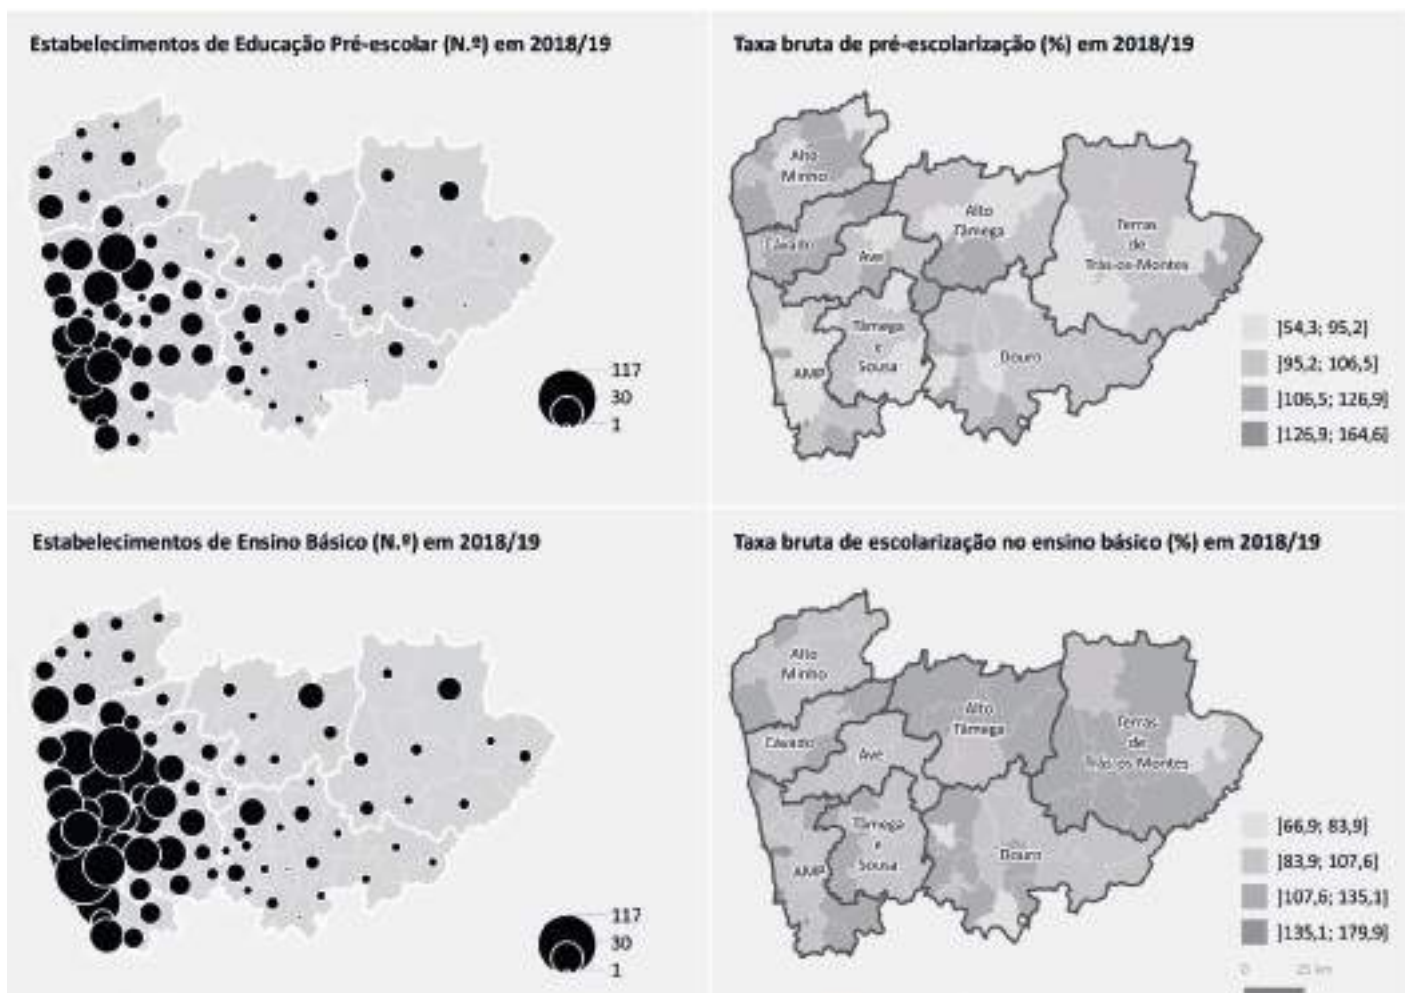 Estabelecimentos de Educação Pré-escolar (N.º) em 2018/19
117
30
1
Taxa bruta de pré-escolarização (%) em 2018/19
Alto
Minho
Cávado
Ave
Alto
Tâmega
Terras
de
Trás-os-Montes
Tâmega
e
Sousa
AMP
Douro
]54,3; 95,2]
]95,2; 106,5]
]106,5; 126,9]
]126,9; 164,6]
Estabelecimentos de Ensino Básico (N.º) em 2018/19
117
30
1
Taxa bruta de escolarização no ensino básico (%) em 2018/19
Alto
Minho
Cávado
Ave
Alto
Tâmega
Terras
de
Trás-os-Montes
Tâmega
e
Sousa
AMP
Douro
]66,9; 83,9]
]83,9; 107,6]
]107,6; 135,1]
]135,1; 179,9]
0 25 km